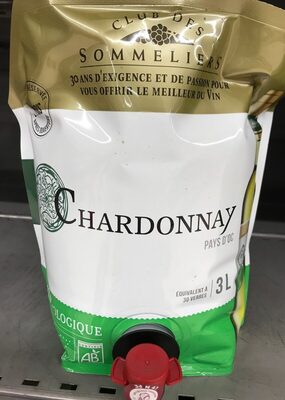 CLUB DES
SOMMELIERS
30 ANS D'EXIGENCE ET DE PASSION POUR
VOUS OFFRIR LE MEILLEUR DU VIN
CHARDONNAY
PAYS D'OC
ÉQUIVALENT À
30 VERRES
3L
LOGIQUE
AB